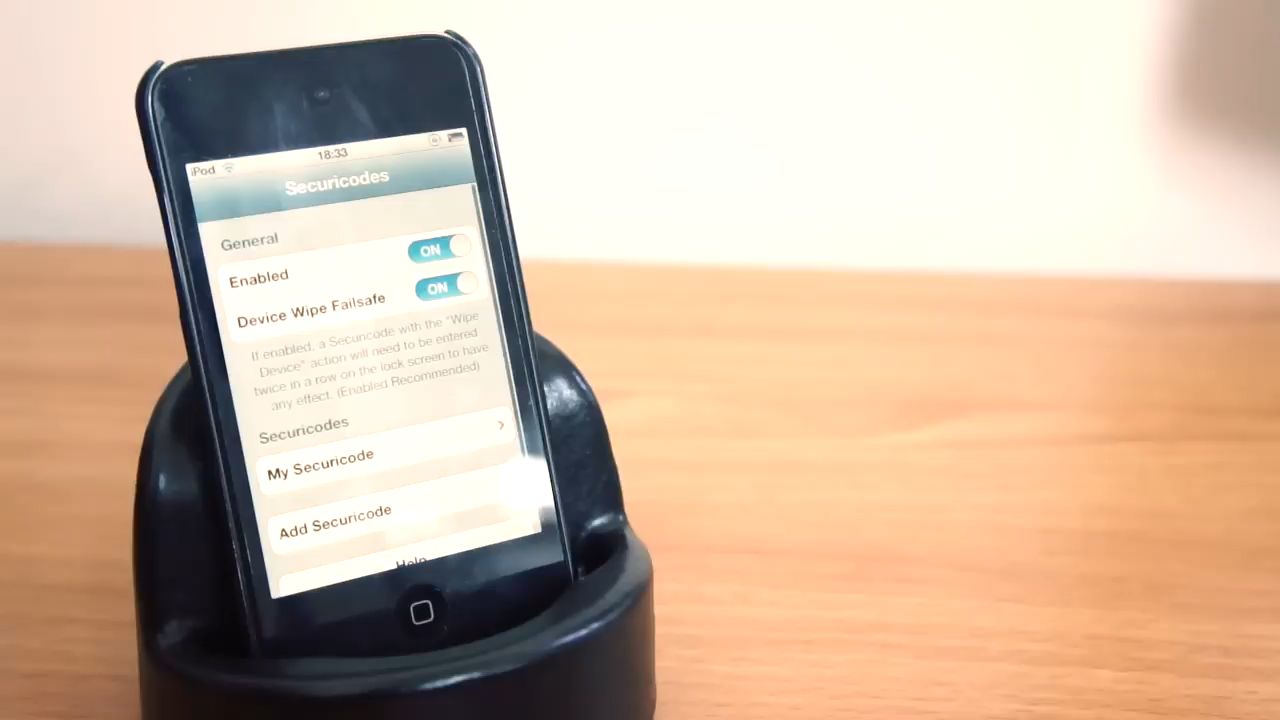 iPod 18:33
Securicodes
General
Enabled ON
Device Wipe Failsafe ON
If enabled, a Securicode with the "Wipe
Device" action will need to be entered
twice in a row on the lock screen to have
any effect. (Enabled Recommended)
Securicodes
My Securicode
Add Securicode
Help